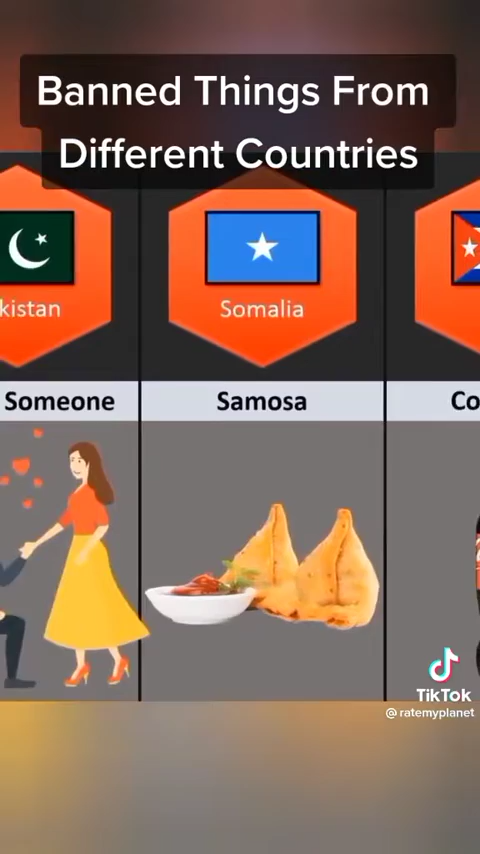 Banned Things From
Different Countries
kistan
Somalia
Someone
Samosa
Co
TikTok
@ratemyplanet